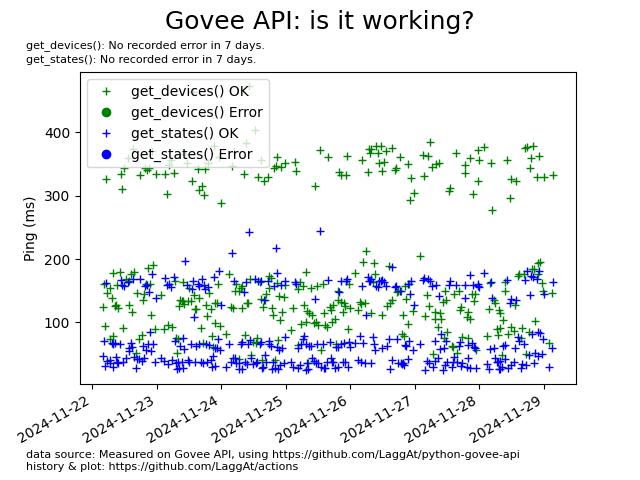 Govee API: is it working?
get_devices(): No recorded error in 7 days.
get_states(): No recorded error in 7 days.
get_devices() OK
get_devices() Error
get_states() OK
get_states() Error
400
300
200
100
Ping (ms)
2024-11-22
2024-11-23
2024-11-24
2024-11-25
2024-11-26
2024-11-27
2024-11-28
2024-11-29
data source: Measured on Govee API, using https://github.com/LaggAt/python-govee-api
history & plot: https://github.com/LaggAt/actions